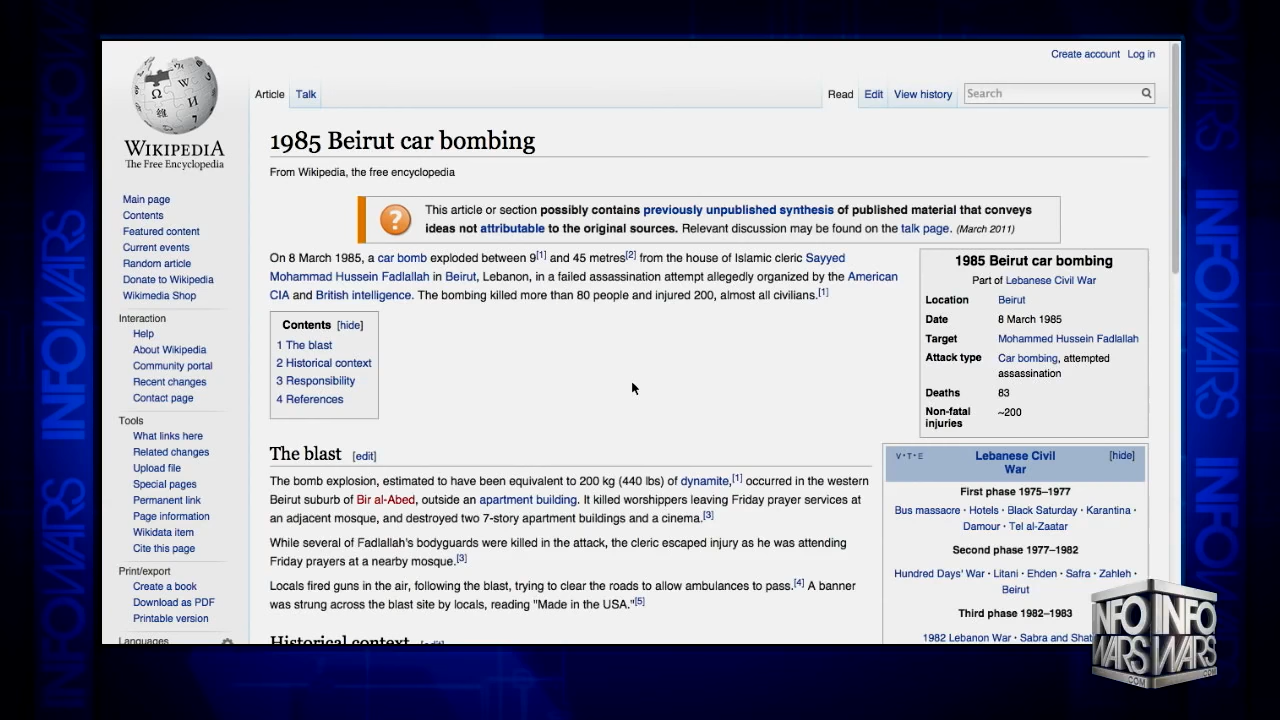 Create account Log in
Article Talk
Read Edit View history Search
WIKIPEDIA
The Free Encyclopedia
Main page
Contents
Featured content
Current events
Random article
Donate to Wikipedia
Wikimedia Shop
Interaction
Help
About Wikipedia
Community portal
Recent changes
Contact page
Tools
What links here
Related changes
Upload file
Special pages
Permanent link
Page information
Wikidata item
Cite this page
Print/export
Create a book
Download as PDF
Printable version
Languages
1985 Beirut car bombing
From Wikipedia, the free encyclopedia
This article or section possibly contains previously unpublished synthesis of published material that conveys
ideas not attributable to the original sources. Relevant discussion may be found on the talk page. (March 2011)
On 8 March 1985, a car bomb exploded between 9[1] and 45 metres[2] from the house of Islamic cleric Sayyed
Mohammad Hussein Fadlallah in Beirut, Lebanon, in a failed assassination attempt allegedly organized by the American
CIA and British intelligence. The bombing killed more than 80 people and injured 200, almost all civilians.[1]
Contents [hide]
1 The blast
2 Historical context
3 Responsibility
4 References
The blast [edit]
The bomb explosion, estimated to have been equivalent to 200 kg (440 lbs) of dynamite,[1] occurred in the western
Beirut suburb of Bir al-Abed, outside an apartment building. It killed worshippers leaving Friday prayer services at
an adjacent mosque, and destroyed two 7-story apartment buildings and a cinema.[3]
While several of Fadlallah's bodyguards were killed in the attack, the cleric escaped injury as he was attending
Friday prayers at a nearby mosque.[3]
Locals fired guns in the air, following the blast, trying to clear the roads to allow ambulances to pass.[4] A banner
was strung across the blast site by locals, reading "Made in the USA."[5]
Historical context [edit]
1985 Beirut car bombing
Part of Lebanese Civil War
Location Beirut
Date 8 March 1985
Target Mohammed Hussein Fadlallah
Attack type Car bombing, attempted
assassination
Deaths 83
Non-fatal ~200
injuries
V·T·E Lebanese Civil [hide]
War
First phase 1975–1977
Bus massacre · Hotels · Black Saturday · Karantina ·
Damour · Tel al-Zaatar
Second phase 1977–1982
Hundred Days' War · Litani · Ehden · Safra · Zahleh ·
Beirut
Third phase 1982–1983
1982 Lebanon War · Sabra and
INFOWARS
INFOWARS
INFOWARS
INFOWARS
INFO INFO
WARS WARS
.COM .COM